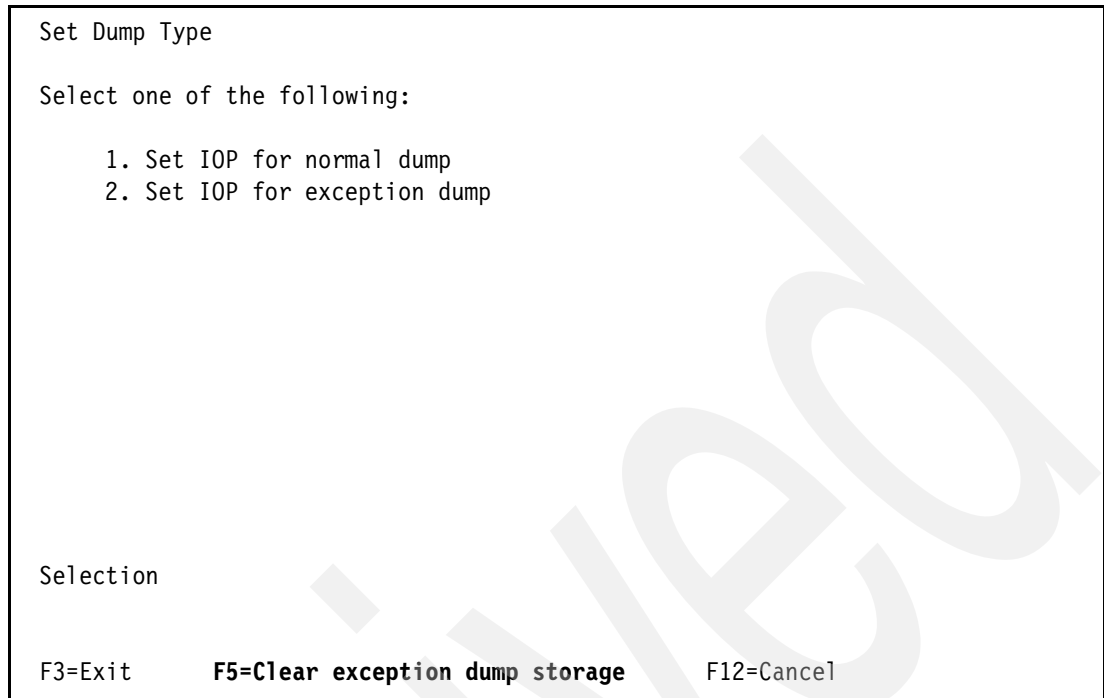 Set Dump Type
Select one of the following:
1. Set IOP for normal dump
2. Set IOP for exception dump
Selection
F3=Exit F5=Clear exception dump storage F12=Cancel
ived